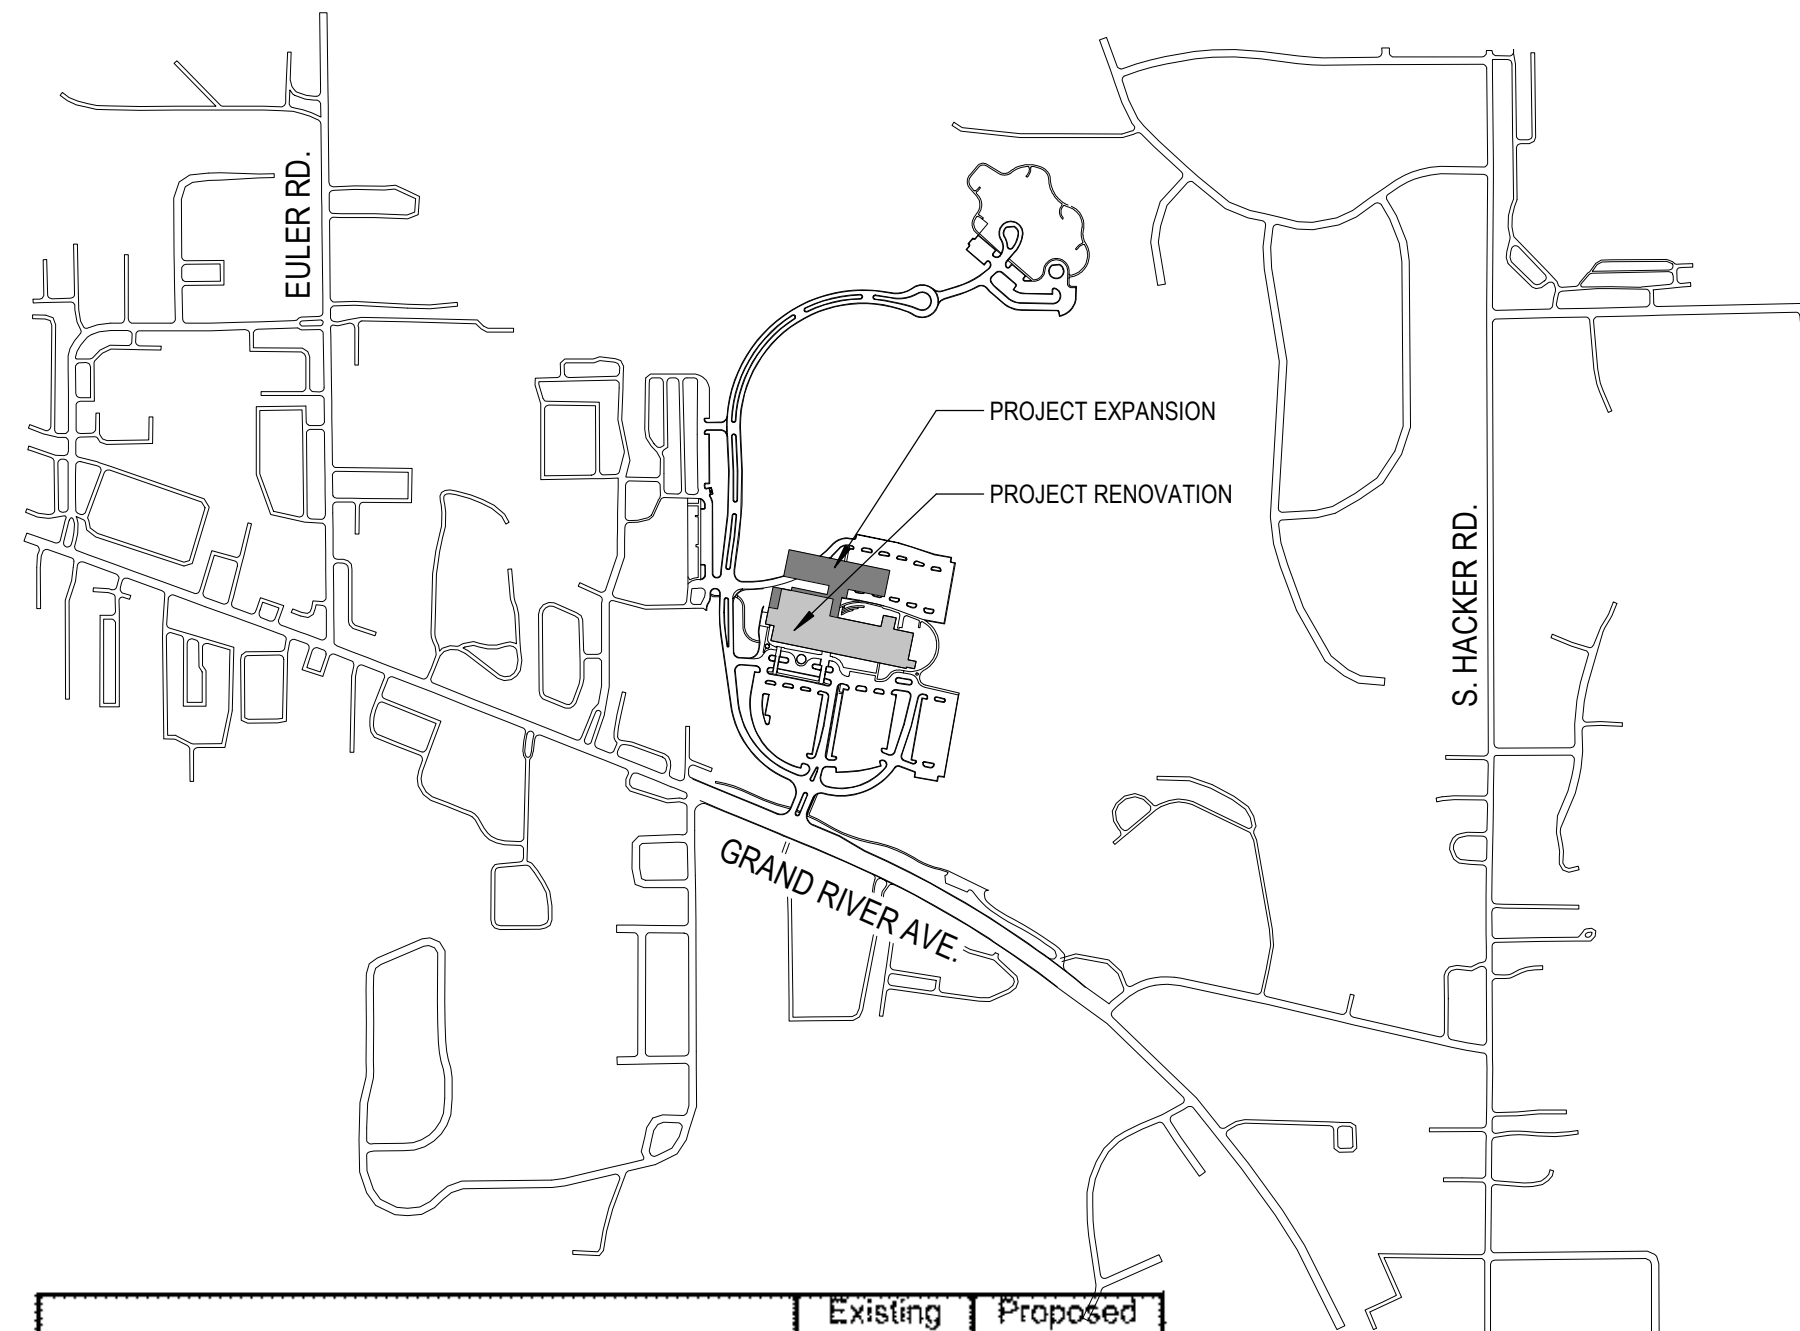 EULER RD.
PROJECT EXPANSION
PROJECT RENOVATION
S. HACKER RD.
GRAND RIVER AVE.
Existing Proposed